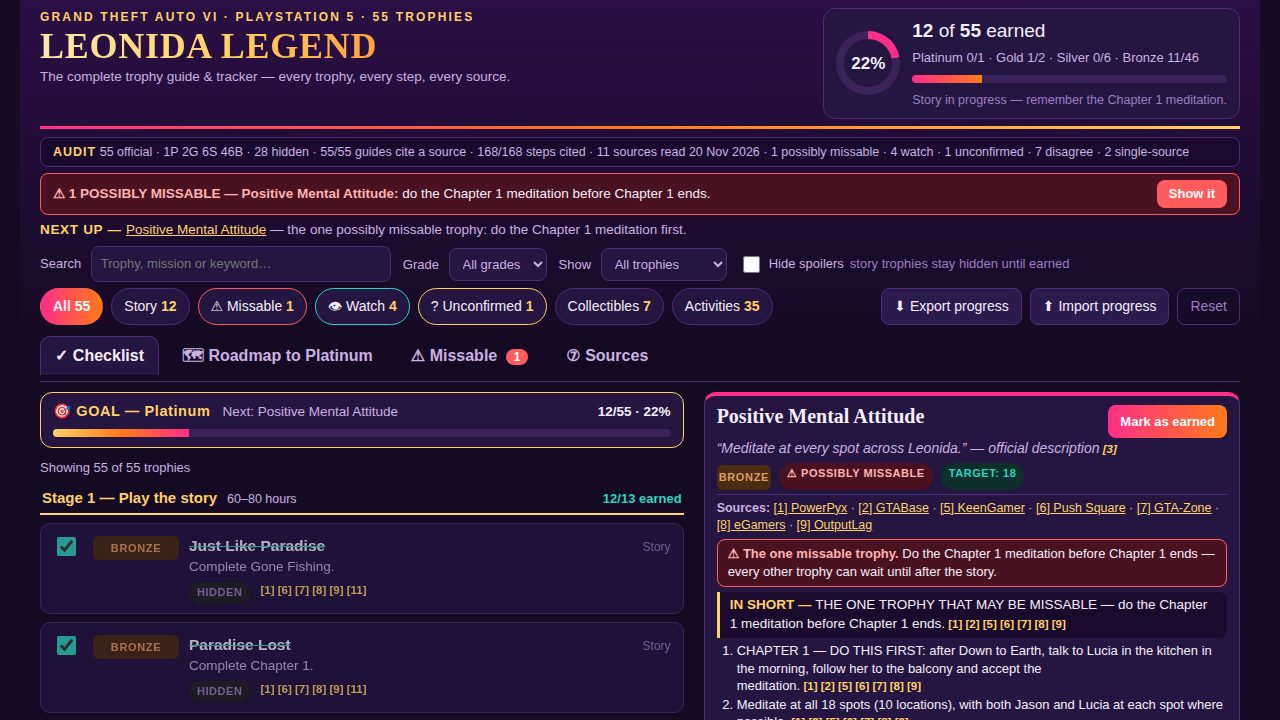 GRAND THEFT AUTO VI · PLAYSTATION 5 · 55 TROPHIES
LEONIDA LEGEND
The complete trophy guide & tracker — every trophy, every step, every source.
22%
12 of 55 earned
Platinum 0/1 · Gold 1/2 · Silver 0/6 · Bronze 11/46
Story in progress — remember the Chapter 1 meditation.
AUDIT 55 official · 1P 2G 6S 46B · 28 hidden · 55/55 guides cite a source · 168/168 steps cited · 11 sources read 20 Nov 2026 · 1 possibly missable · 4 watch · 1 unconfirmed · 7 disagree · 2 single-source
⚠ 1 POSSIBLY MISSABLE — Positive Mental Attitude: do the Chapter 1 meditation before Chapter 1 ends.
Show it
NEXT UP — Positive Mental Attitude — the one possibly missable trophy: do the Chapter 1 meditation first.
Search Trophy, mission or keyword… Grade All grades Show All trophies Hide spoilers story trophies stay hidden until earned
All 55 Story 12 ⚠ Missable 1 👁 Watch 4 ? Unconfirmed 1 Collectibles 7 Activities 35 ⬇ Export progress ⬆ Import progress Reset
✓ Checklist 🗺 Roadmap to Platinum ⚠ Missable 1 ⑦ Sources
🎯 GOAL — Platinum Next: Positive Mental Attitude 12/55 · 22%
Showing 55 of 55 trophies
Stage 1 — Play the story 60–80 hours 12/13 earned
BRONZE Just Like Paradise Story
Complete Gone Fishing.
HIDDEN [1] [6] [7] [8] [9] [11]
BRONZE Paradise Lost Story
Complete Chapter 1.
HIDDEN [1] [6] [7] [8] [9] [11]
Positive Mental Attitude
Mark as earned
“Meditate at every spot across Leonida.” — official description [3]
BRONZE ⚠ POSSIBLY MISSABLE TARGET: 18
Sources: [1] PowerPyx · [2] GTABase · [5] KeenGamer · [6] Push Square · [7] GTA-Zone ·
[8] eGamers · [9] OutputLag
⚠ The one missable trophy. Do the Chapter 1 meditation before Chapter 1 ends —
every other trophy can wait until after the story.
IN SHORT — THE ONE TROPHY THAT MAY BE MISSABLE — do the Chapter
1 meditation before Chapter 1 ends. [1] [2] [5] [6] [7] [8] [9]
1. CHAPTER 1 — DO THIS FIRST: after Down to Earth, talk to Lucia in the kitchen in
the morning, follow her to the balcony and accept the
meditation. [1] [2] [5] [6] [7] [8] [9]
2. Meditate at all 18 spots (10 locations), with both Jason and Lucia at each spot where